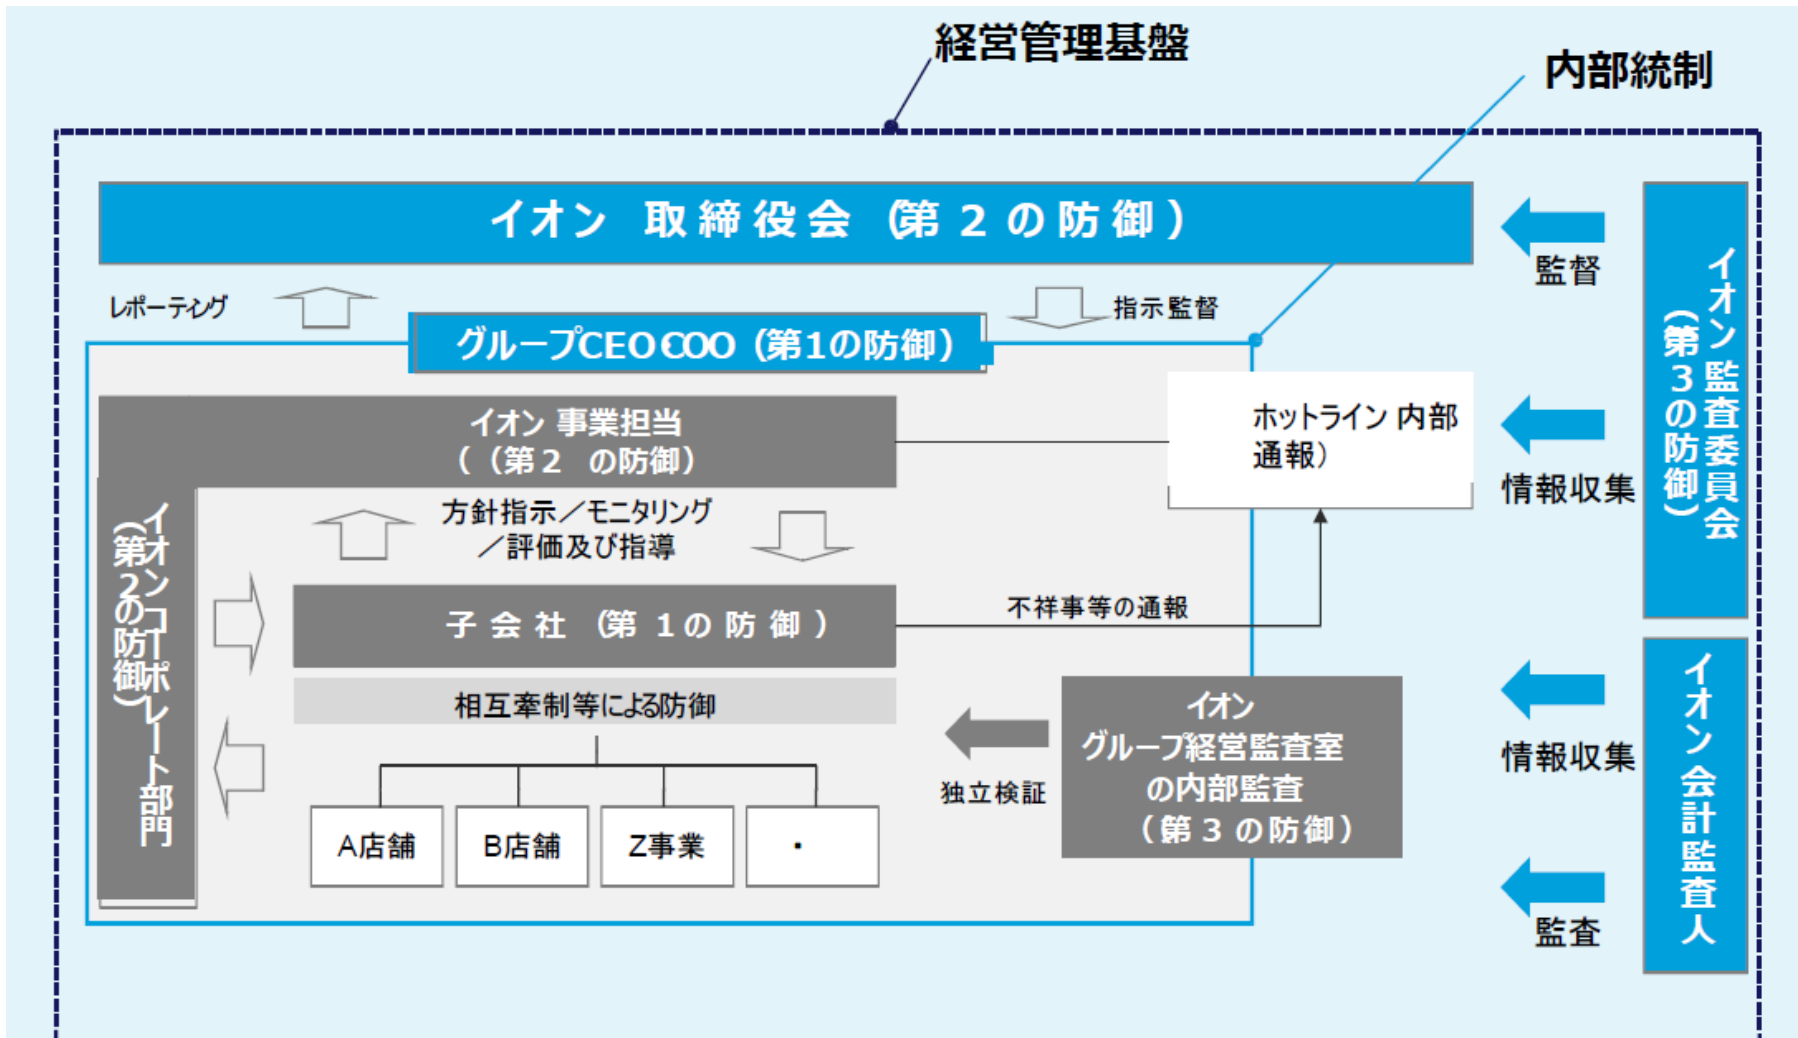 経営管理基盤
内部統制
イオン 取締役会 (第２の防御)
監督
レポーティング
指示監督
グループCEO・COO (第1の防御)
イオン監査委員会
(第３の防御)
イオン 事業担当
( (第２ の防御)
ホットライン 内部
通報)
情報収集
方針指示／モニタリング
／評価及び指導
イオンコーポレート部門
(第２の防御)
子会社 (第1の防御)
不祥事等の通報
相互牽制等による防御
イオン
グループ経営監査室
の内部監査
(第３の防御)
独立検証
情報収集
イオン会計監査人
A店舗
B店舗
Z事業
・
監査